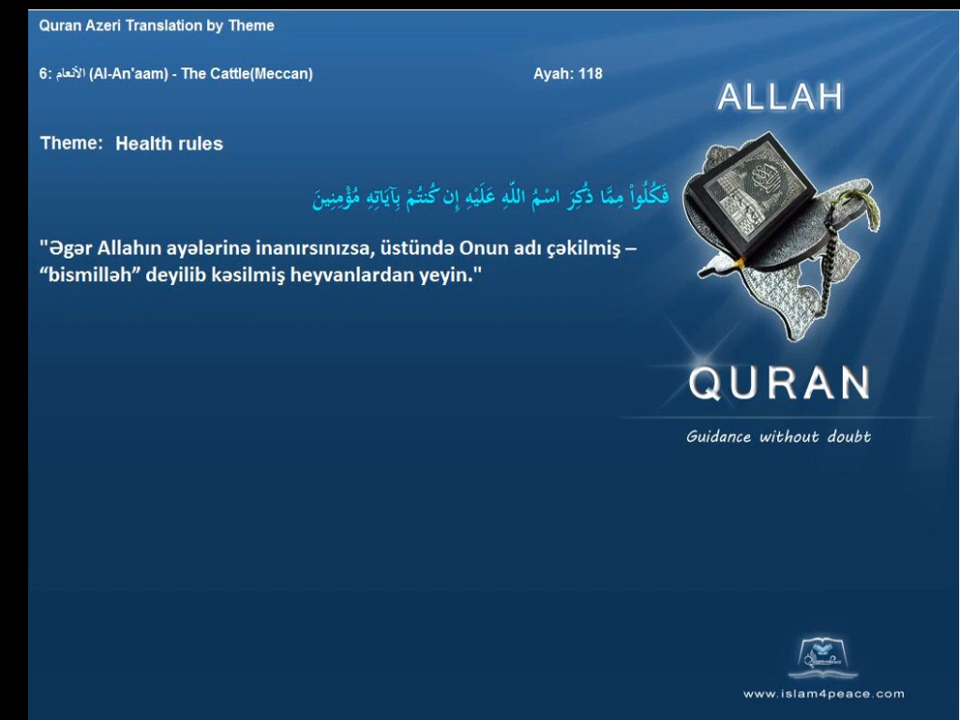 Quran Azeri Translation by Theme
6: الأنعام (Al-An'aam) - The Cattle(Meccan) Ayah: 118
ALLAH
Theme: Health rules
فَكُلُواْ مِمَّا ذُكِرَ اسْمُ اللّهِ عَلَيْهِ إِن كُنتُمْ بِآيَاتِهِ مُؤْمِنِينَ
"Əgər Allahın ayələrinə inanırsınızsa, üstündə Onun adı çəkilmiş –
“bismilləh” deyilib kəsilmiş heyvanlardan yeyin."
QURAN
Guidance without doubt
www.islam4peace.com